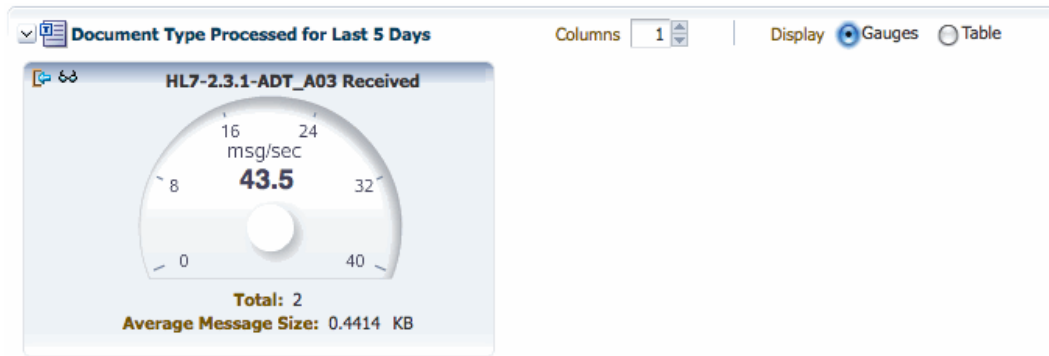 Document Type Processed for Last 5 Days Columns 1 Display Gauges Table
HL7-2.3.1-ADT_A03 Received
16 24
msg/sec
8 43.5 32
0 40
Total: 2
Average Message Size: 0.4414 KB